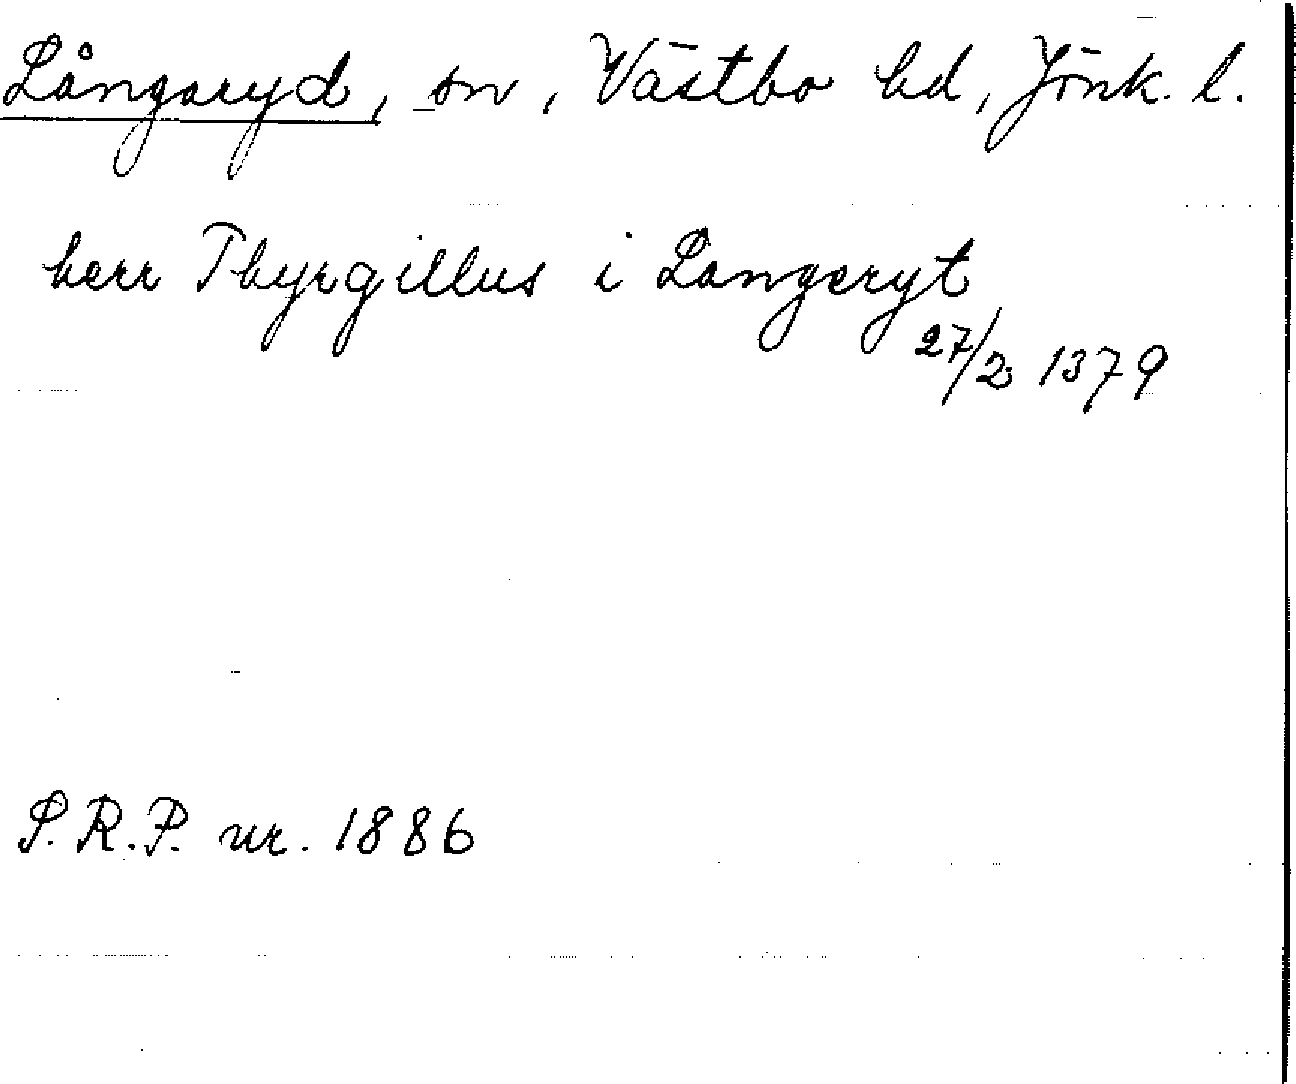 Långaryd, sn, Västbo hd, Jönk. l.
herr Thyrgillus i Langeryt
27/2 1379
S.R.P. nr. 1886